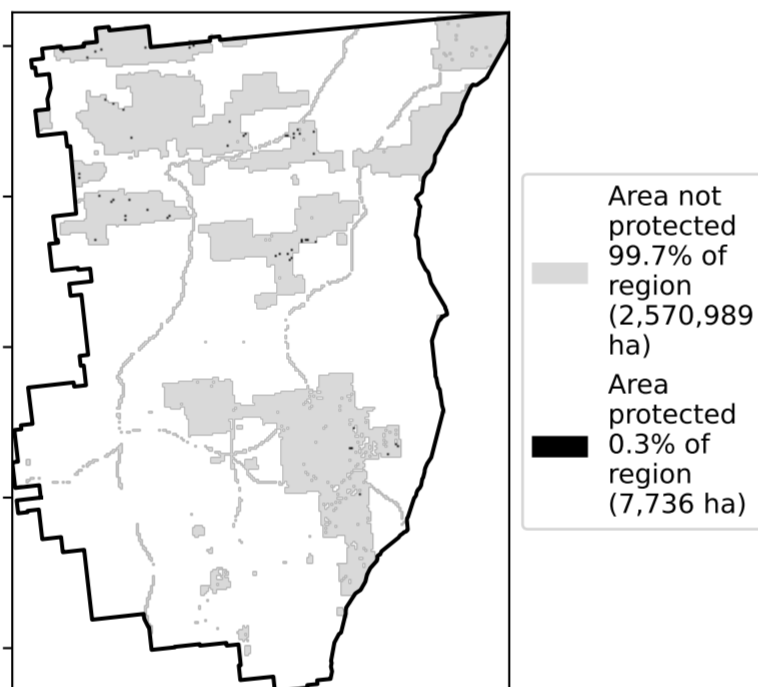 Area not
protected
99.7% of
region
(2,570,989
ha)
Area
protected
0.3% of
region
(7,736 ha)